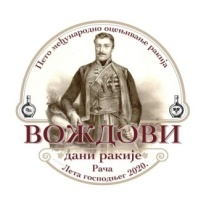 Пето међународно оцењивање ракија
ВОЖДОВИ
дани ракије
Рача
Лета господњег 2020.